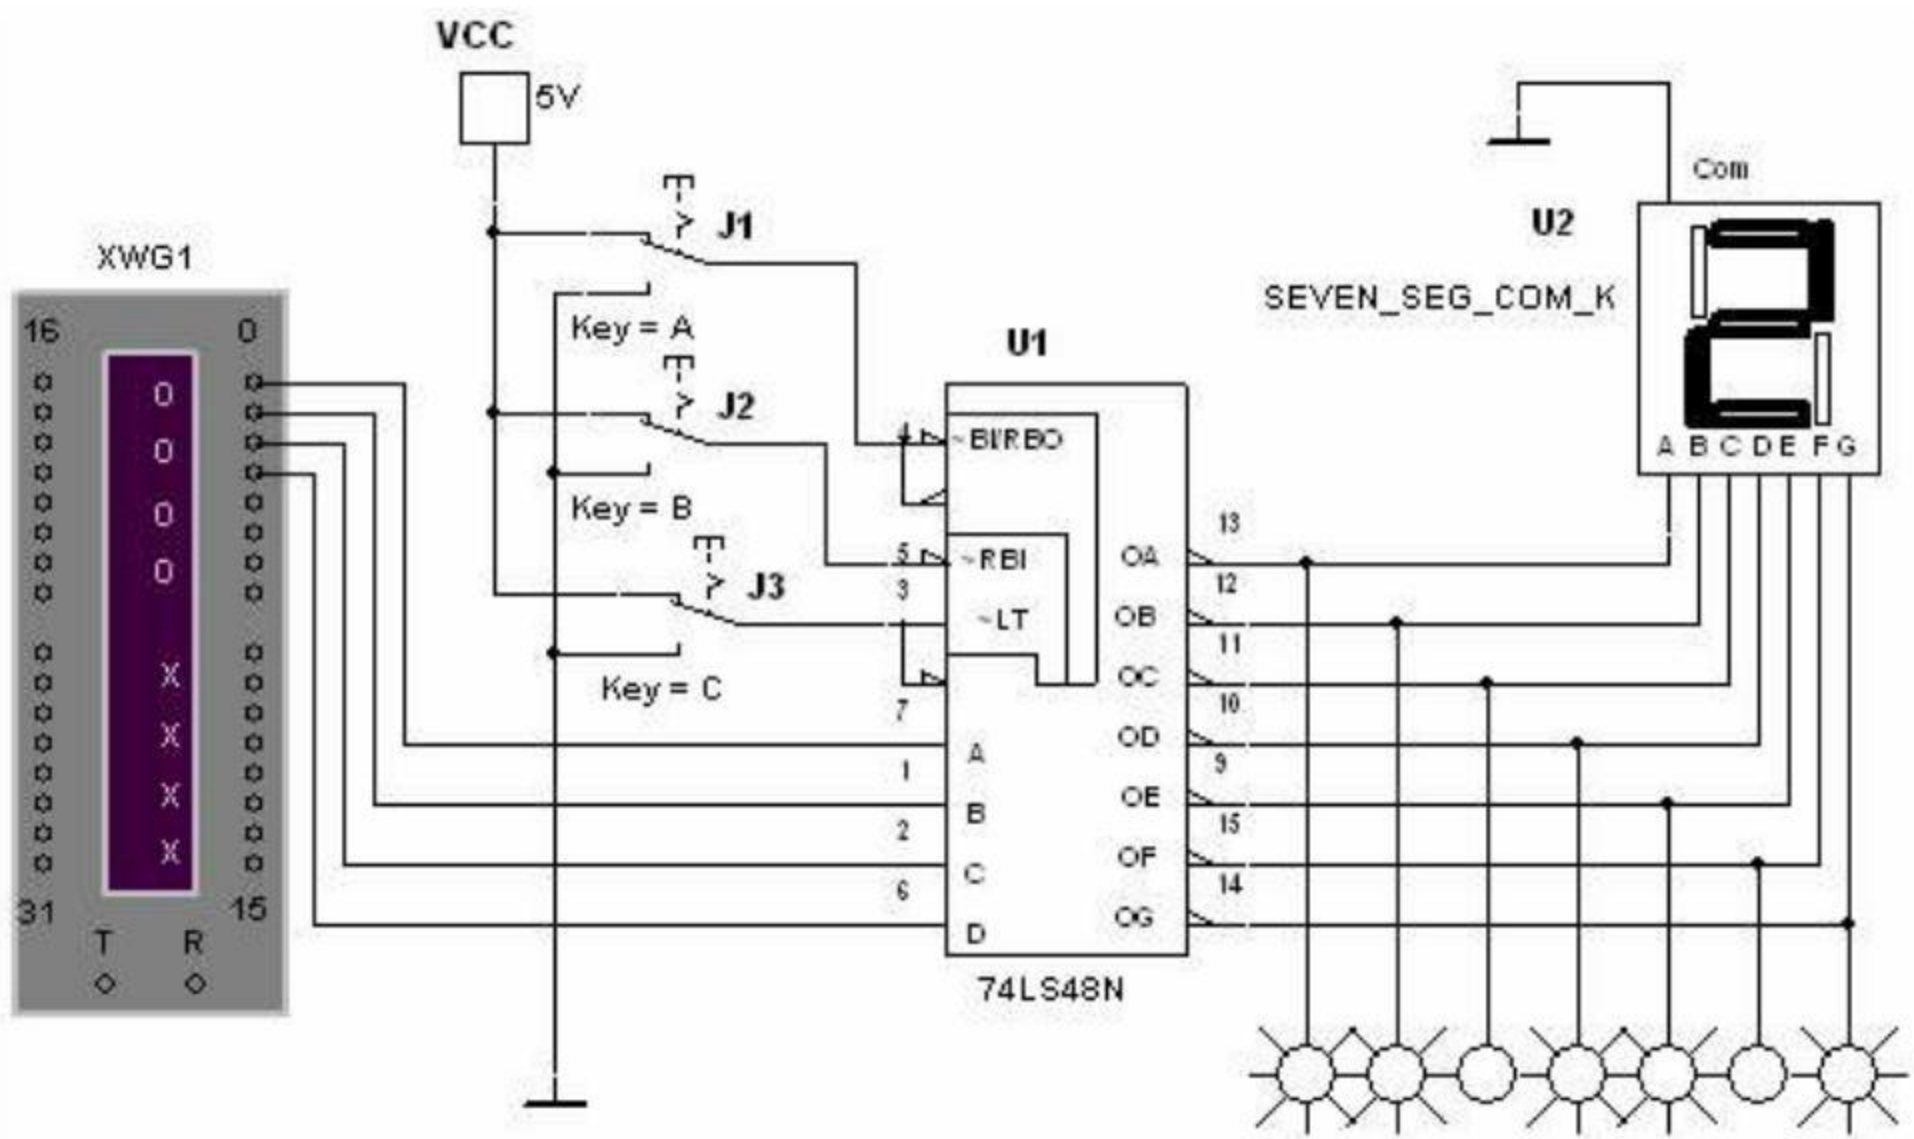 VCC
5V
XWG1
16 0
0
0
0
0
X
X
X
X
31 15
T R
J1
Key = A
J2
Key = B
J3
Key = C
U1
4 ~BI/RBO
5 ~RBI
3 ~LT
7 A
1 B
2 C
6 D
OA 13
OB 12
OC 11
OD 10
OE 9
OF 15
OG 14
74LS48N
Com
U2
SEVEN_SEG_COM_K
A B C D E F G